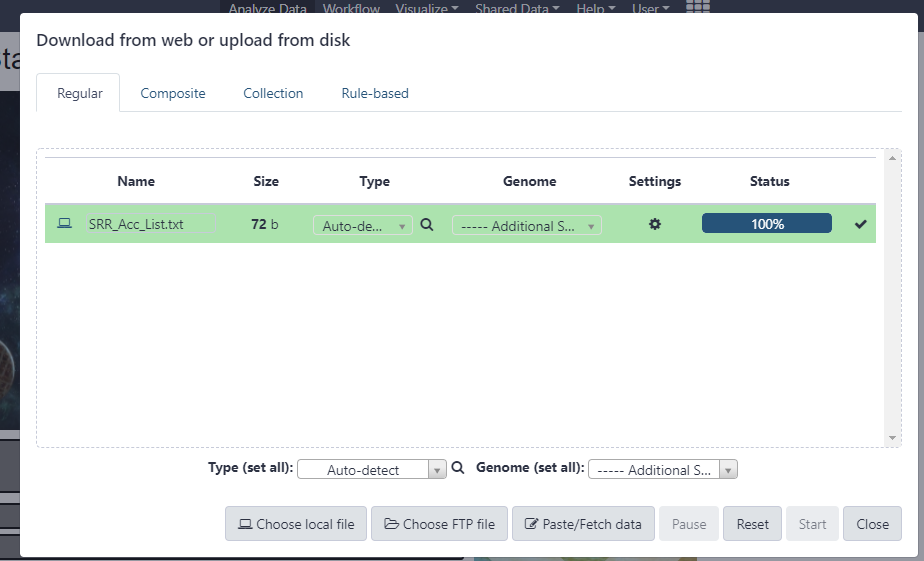 Analyze Data Workflow Visualize Shared Data Help User
Download from web or upload from disk
Regular Composite Collection Rule-based
Name Size Type Genome Settings Status
SRR_Acc_List.txt 72 b Auto-de... ----- Additional S... 100%
Type (set all): Auto-detect Genome (set all): ----- Additional S...
Choose local file Choose FTP file Paste/Fetch data Pause Reset Start Close